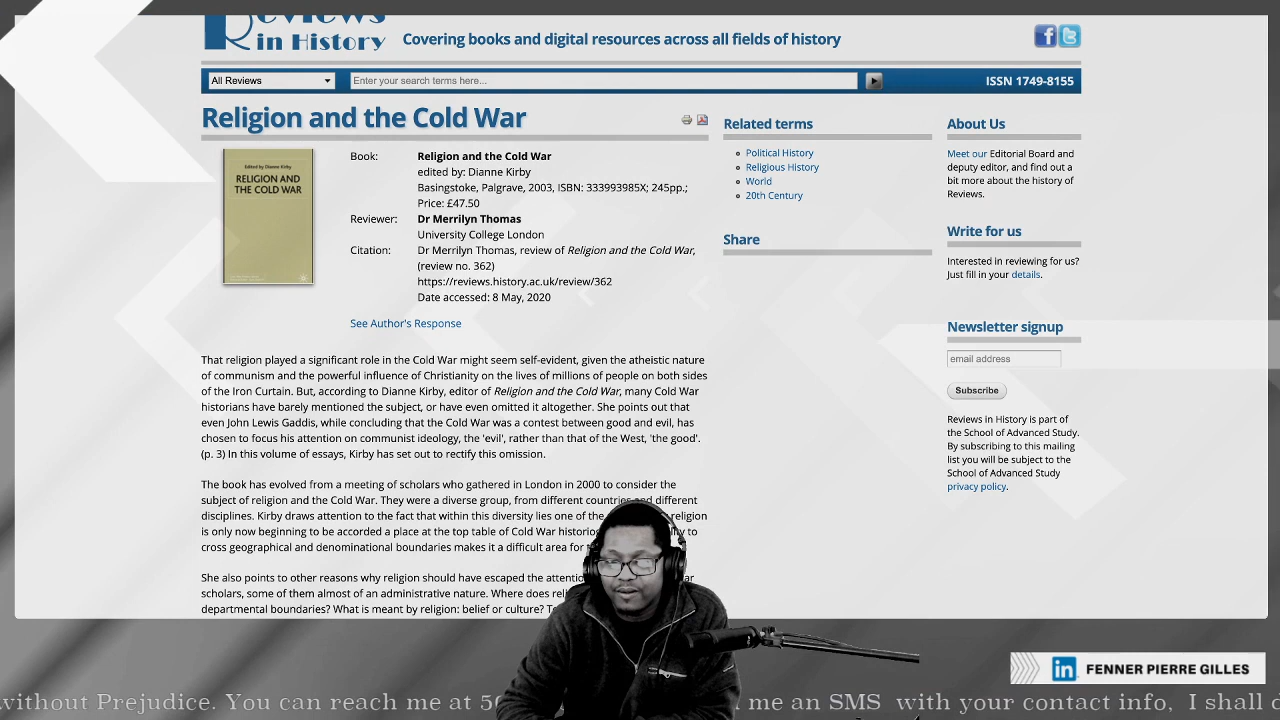 Reviews
in History
Covering books and digital resources across all fields of history
All Reviews
Enter your search terms here...
ISSN 1749-8155
Religion and the Cold War
Edited by Dianne Kirby
RELIGION AND
THE COLD WAR
Book:
Religion and the Cold War
edited by: Dianne Kirby
Basingstoke, Palgrave, 2003, ISBN: 333993985X; 245pp.;
Price: £47.50
Reviewer:
Dr Merrilyn Thomas
University College London
Citation:
Dr Merrilyn Thomas, review of Religion and the Cold War,
(review no. 362)
https://reviews.history.ac.uk/review/362
Date accessed: 8 May, 2020
See Author's Response
That religion played a significant role in the Cold War might seem self-evident, given the atheistic nature
of communism and the powerful influence of Christianity on the lives of millions of people on both sides
of the Iron Curtain. But, according to Dianne Kirby, editor of Religion and the Cold War, many Cold War
historians have barely mentioned the subject, or have even omitted it altogether. She points out that
even John Lewis Gaddis, while concluding that the Cold War was a contest between good and evil, has
chosen to focus his attention on communist ideology, the 'evil', rather than that of the West, 'the good'.
(p. 3) In this volume of essays, Kirby has set out to rectify this omission.
The book has evolved from a meeting of scholars who gathered in London in 2000 to consider the
subject of religion and the Cold War. They were a diverse group, from different countries and different
disciplines. Kirby draws attention to the fact that within this diversity lies one of the religion
is only now beginning to be accorded a place at the top table of Cold War to
cross geographical and denominational boundaries makes it a difficult area for
She also points to other reasons why religion should have escaped the
scholars, some of them almost of an administrative nature. Where does
departmental boundaries? What is meant by religion: belief or culture?
Related terms
Political History
Religious History
World
20th Century
Share
About Us
Meet our Editorial Board and
deputy editor, and find out a
bit more about the history of
Reviews.
Write for us
Interested in reviewing for us?
Just fill in your details.
Newsletter signup
email address
Subscribe
Reviews in History is part of
the School of Advanced Study.
By subscribing to this mailing
list you will be subject to the
School of Advanced Study
privacy policy.
in FENNER PIERRE GILLES
without Prejudice. You can reach me at me an SMS with your contact info, I shall